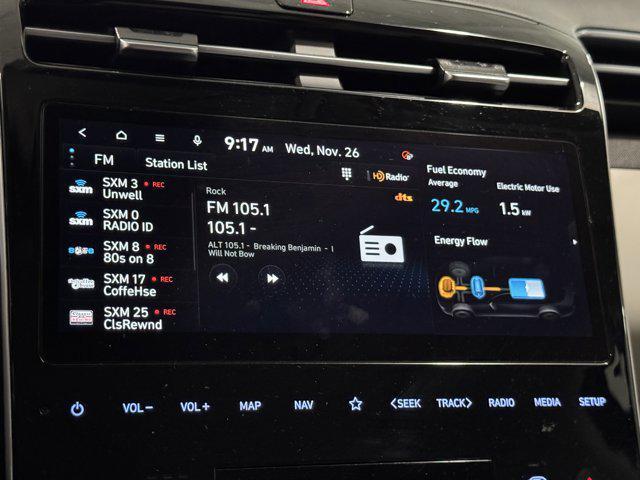 9:17 AM Wed, Nov. 26
FM Station List
HD Radio
dts
sxm SXM 3 REC
Unwell
sxm SXM 0
RADIO ID
SXM 8 REC
80s on 8
SXM 17 REC
CoffeHse
SXM 25 REC
ClsRewnd
Rock
FM 105.1
105.1 -
ALT 105.1 - Breaking Benjamin - I
Will Not Bow
Fuel Economy
Average
29.2 MPG
Electric Motor Use
1.5 kW
Energy Flow
VOL− VOL+ MAP NAV <SEEK TRACK> RADIO MEDIA SETUP